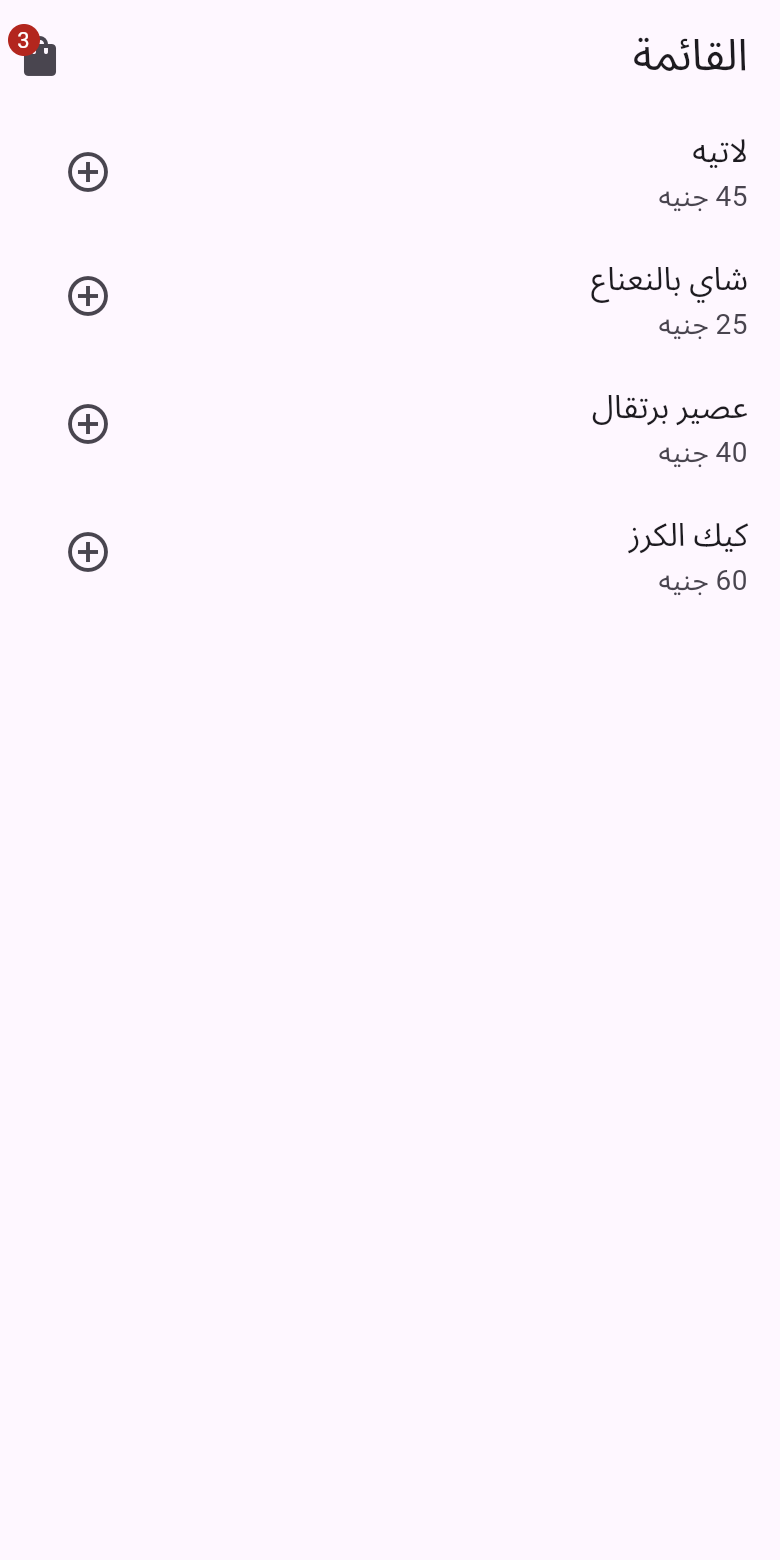 القائمة
3
لاتيه
45 جنيه
شاي بالنعناع
25 جنيه
عصير برتقال
40 جنيه
كيك الكرز
60 جنيه